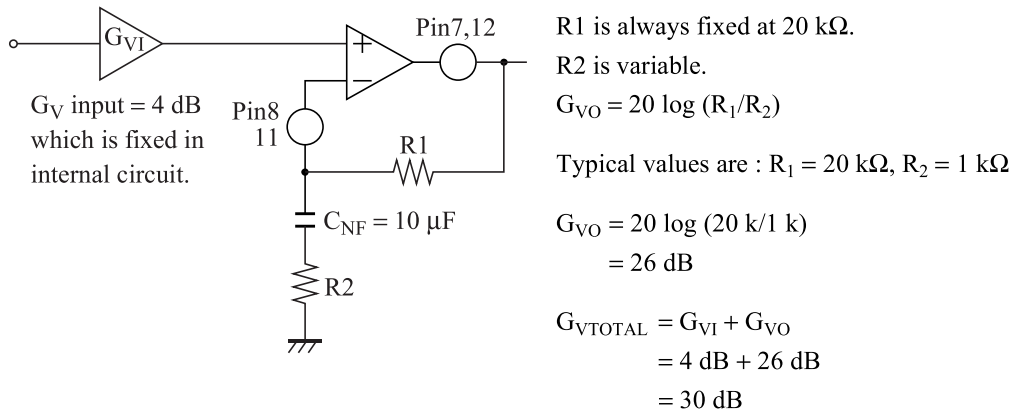 G_VI
Pin7,12
+
−
G_V input = 4 dB
which is fixed in
internal circuit.
Pin8
11
R1
C_NF = 10 µF
R2
R1 is always fixed at 20 kΩ.
R2 is variable.
G_VO = 20 log (R_1/R_2)
Typical values are : R_1 = 20 kΩ, R_2 = 1 kΩ
G_VO = 20 log (20 k/1 k)
= 26 dB
G_VTOTAL = G_VI + G_VO
= 4 dB + 26 dB
= 30 dB